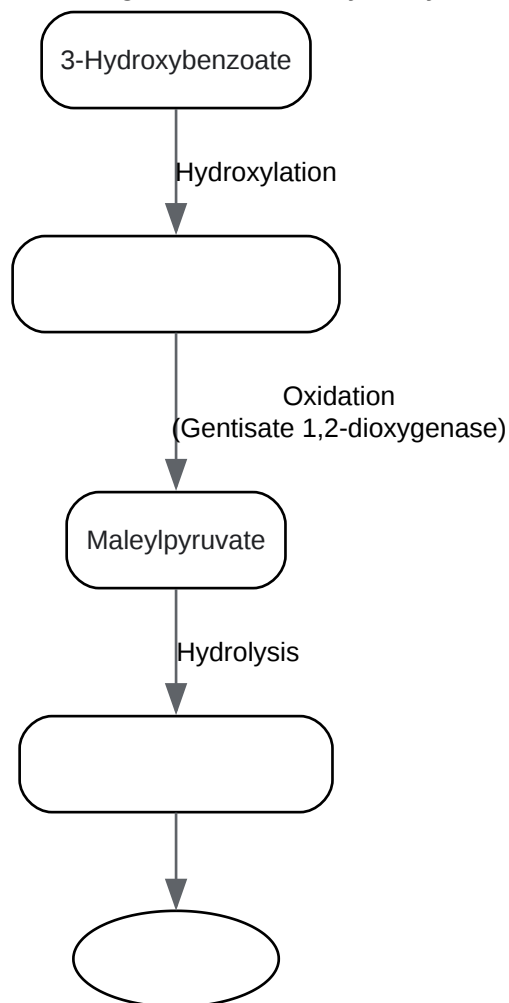 3-Hydroxybenzoate
Hydroxylation
Oxidation
(Gentisate 1,2-dioxygenase)
Maleylpyruvate
Hydrolysis